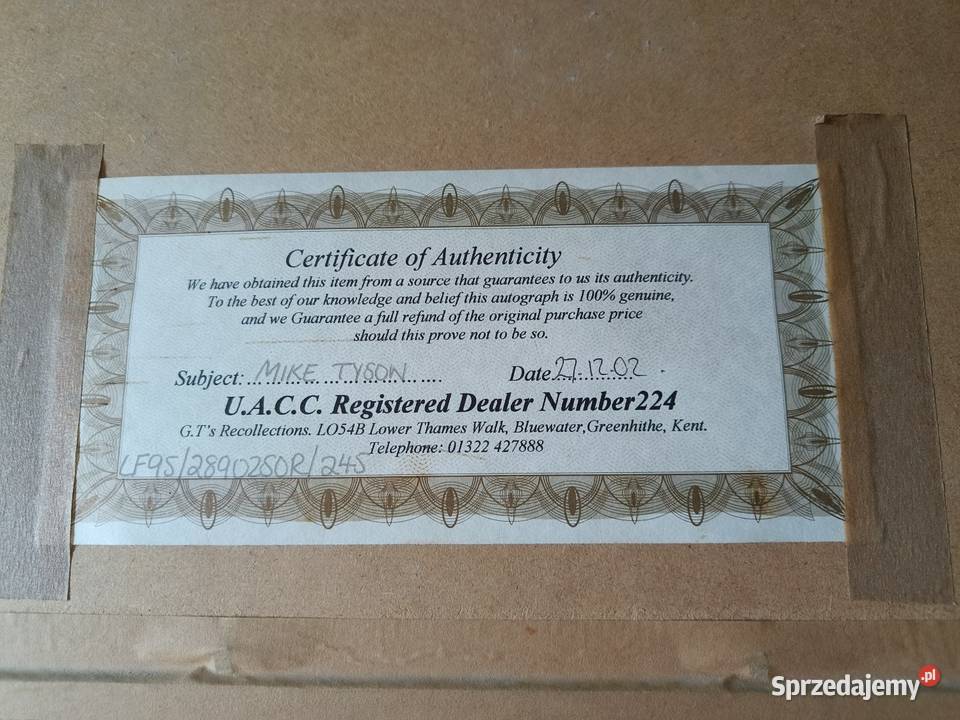 Certificate of Authenticity
We have obtained this item from a source that guarantees to us its authenticity.
To the best of our knowledge and belief this autograph is 100% genuine,
and we Guarantee a full refund of the original purchase price
should this prove not to be so.
Subject: MIKE TYSON Date 27.12.02
U.A.C.C. Registered Dealer Number224
G.T's Recollections. LO54B Lower Thames Walk, Bluewater,Greenhithe, Kent.
Telephone: 01322 427888
LF95/28902SOR/245
Sprzedajemy.pl